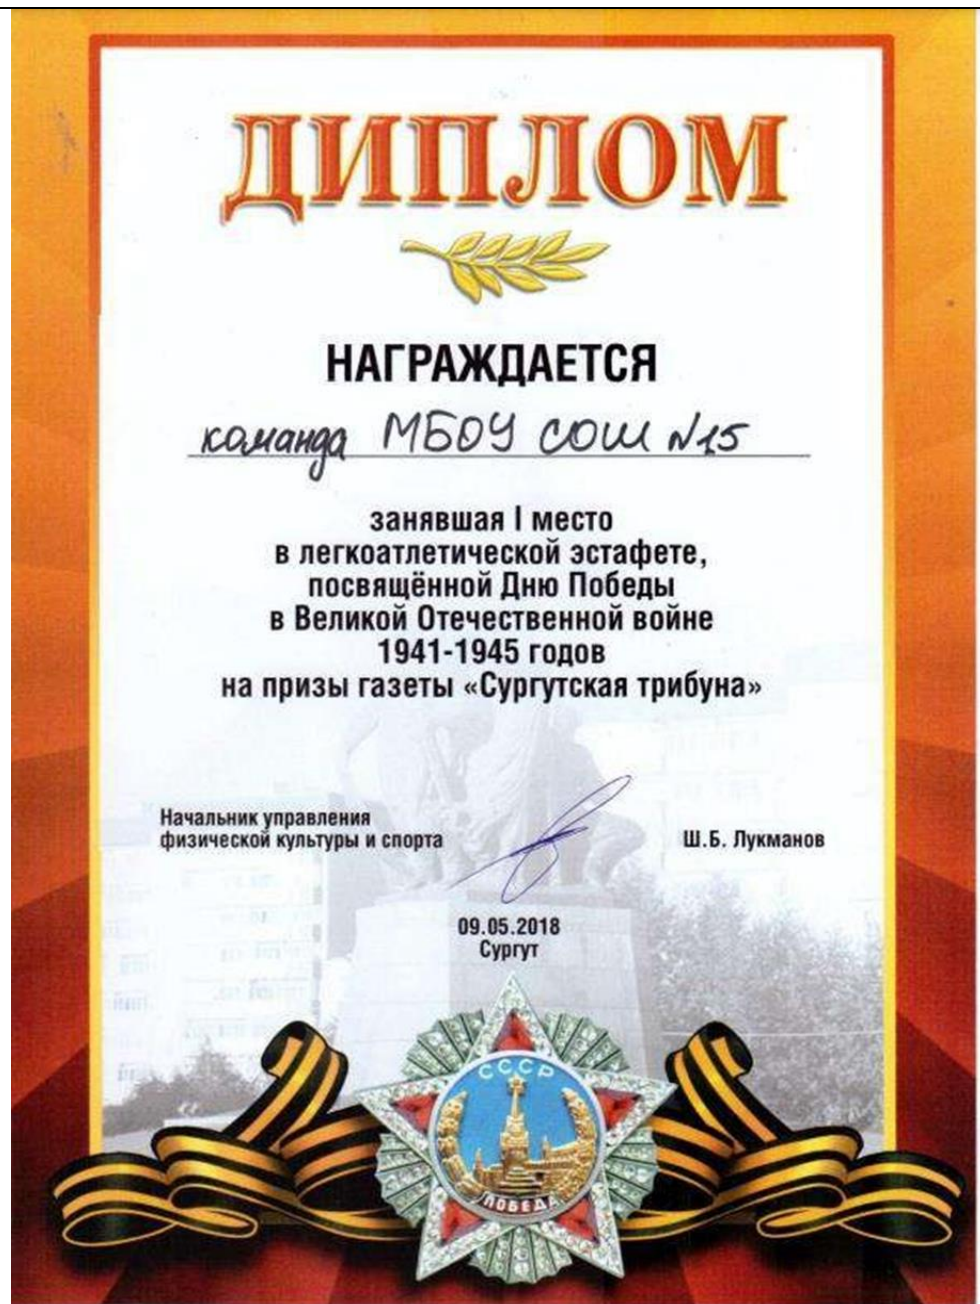 ДИПЛОМ
НАГРАЖДАЕТСЯ
команда МБОУ СОШ №15
занявшая I место
в легкоатлетической эстафете,
посвящённой Дню Победы
в Великой Отечественной войне
1941-1945 годов
на призы газеты «Сургутская трибуна»
Начальник управления
физической культуры и спорта
Ш.Б. Лукманов
09.05.2018
Сургут
СССР
ПОБЕДА